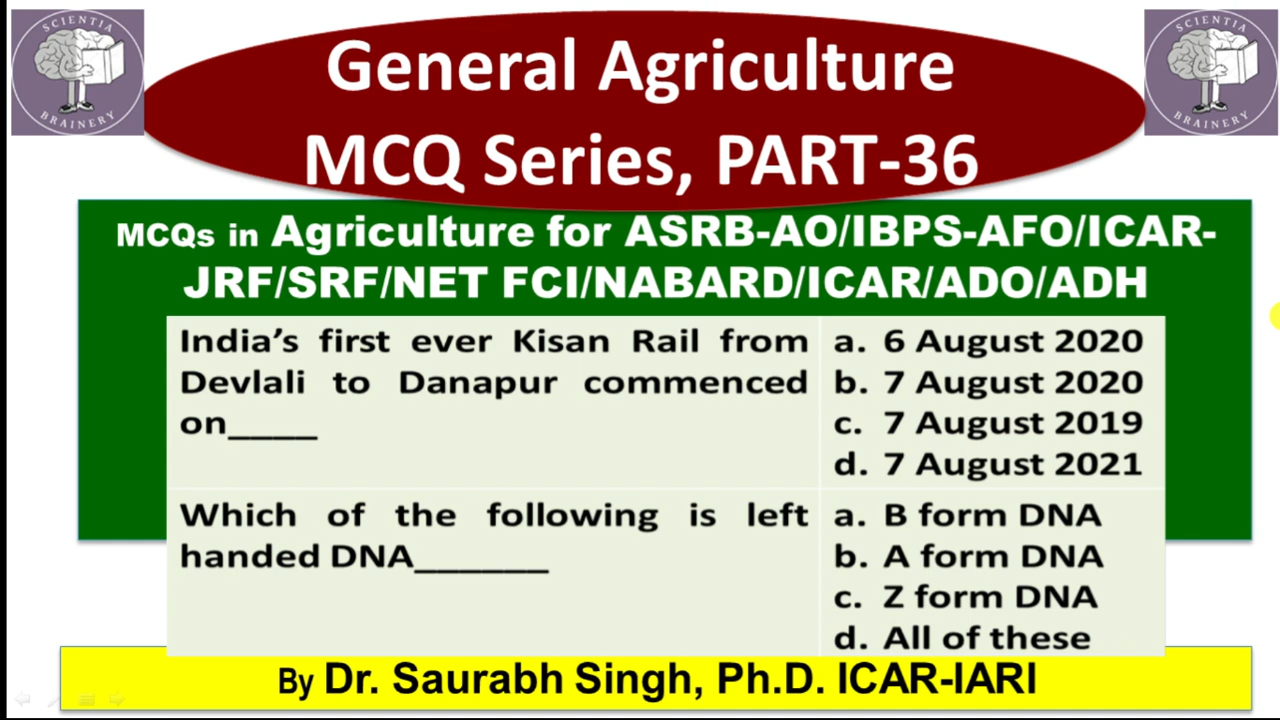 SCIENTIA
BRAINERY
SCIENTIA
BRAINERY
General Agriculture
MCQ Series, PART-36
MCQs in Agriculture for ASRB-AO/IBPS-AFO/ICAR-
JRF/SRF/NET FCI/NABARD/ICAR/ADO/ADH
India's first ever Kisan Rail from
Devlali to Danapur commenced
on____
a. 6 August 2020
b. 7 August 2020
c. 7 August 2019
d. 7 August 2021
Which of the following is left
handed DNA______
a. B form DNA
b. A form DNA
c. Z form DNA
d. All of these
By Dr. Saurabh Singh, Ph.D. ICAR-IARI